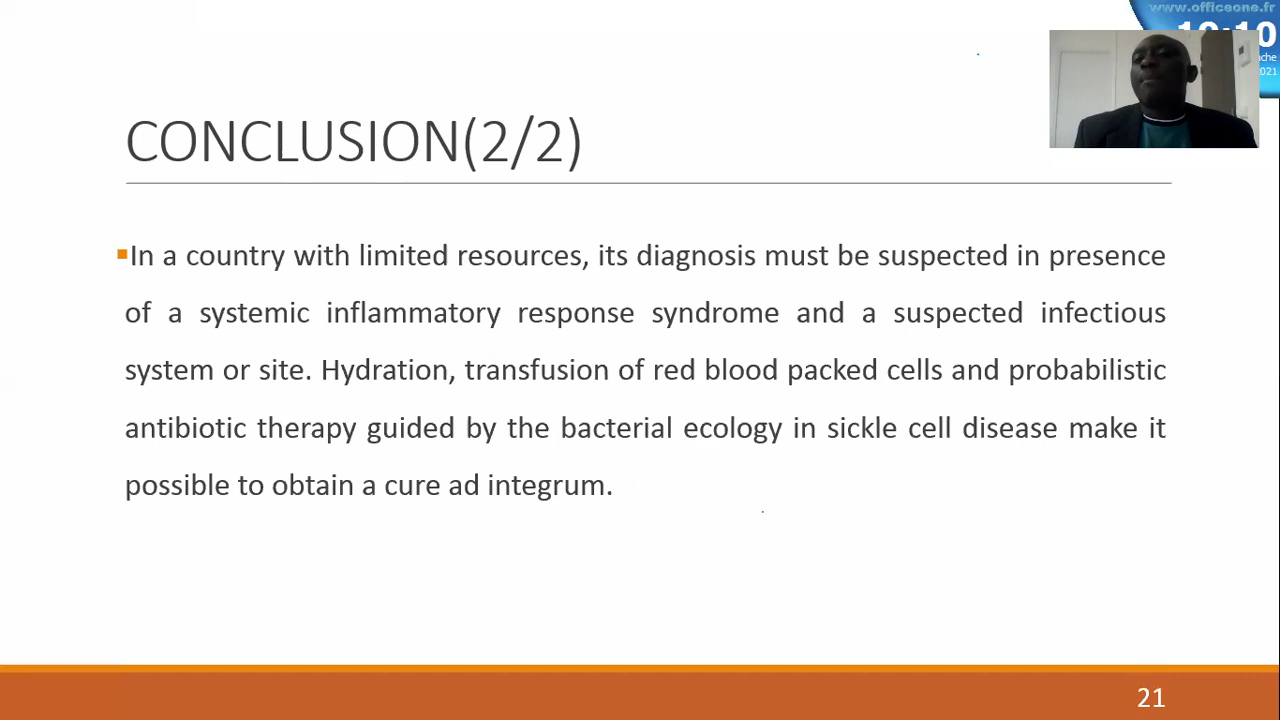 www.officeone.fr
CONCLUSION(2/2)
▪In a country with limited resources, its diagnosis must be suspected in presence
of a systemic inflammatory response syndrome and a suspected infectious
system or site. Hydration, transfusion of red blood packed cells and probabilistic
antibiotic therapy guided by the bacterial ecology in sickle cell disease make it
possible to obtain a cure ad integrum.
21